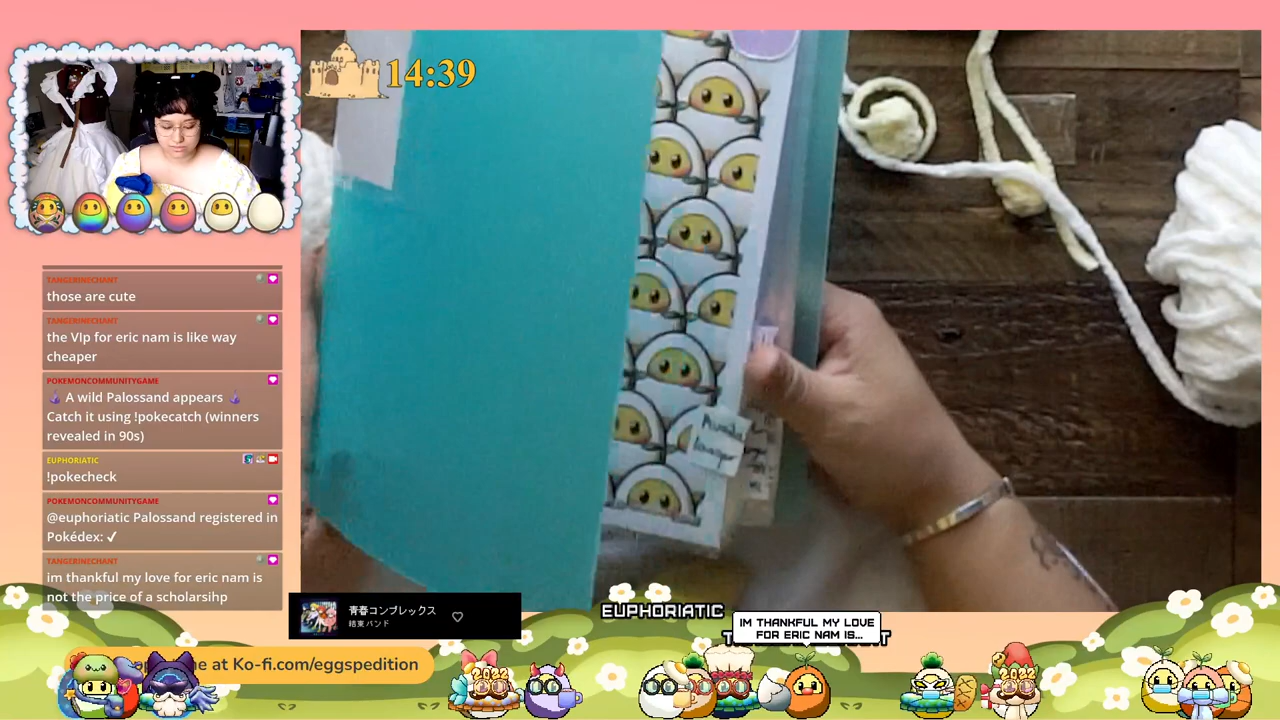 14:39
TANGERINECHANT
those are cute
TANGERINECHANT
the VIp for eric nam is like way
cheaper
POKEMONCOMMUNITYGAME
A wild Palossand appears
Catch it using !pokecatch (winners
revealed in 90s)
EUPHORIATIC
!pokecheck
POKEMONCOMMUNITYGAME
@euphoriatic Palossand registered in
Pokédex: ✓
TANGERINECHANT
im thankful my love for eric nam is
not the price of a scholarsihp
青春コンプレックス
結束バンド
EUPHORIATIC
IM THANKFUL MY LOVE
FOR ERIC NAM IS...
me at Ko-fi.com/eggspedition
2022
2022